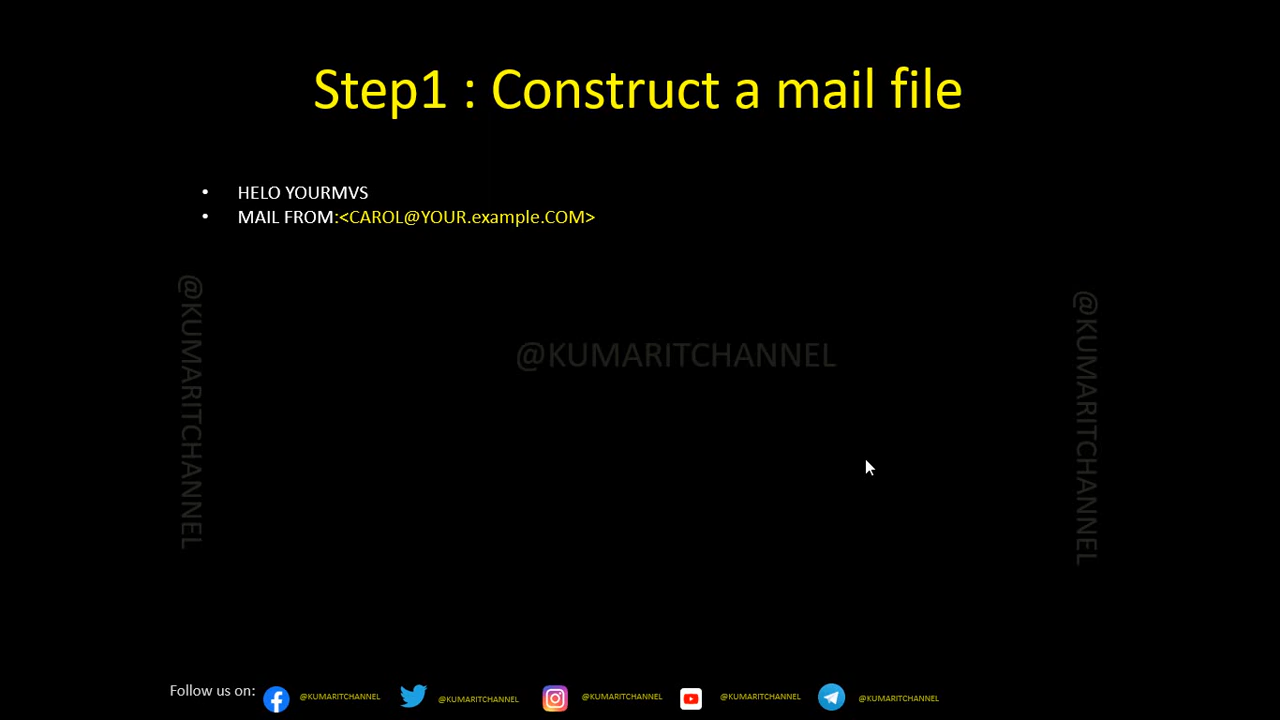 Step1 : Construct a mail file
• HELO YOURMVS
• MAIL FROM:<CAROL@YOUR.example.COM>
@KUMARITCHANNEL
@KUMARITCHANNEL
@KUMARITCHANNEL
Follow us on: @KUMARITCHANNEL @KUMARITCHANNEL @KUMARITCHANNEL @KUMARITCHANNEL @KUMARITCHANNEL